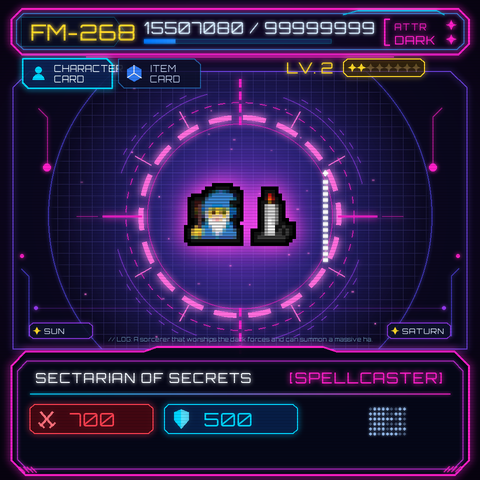 FM-268
15507080 / 99999999
ATTR
DARK
CHARACTER
CARD
ITEM
CARD
LV. 2
SUN
SATURN
// LOG: A sorcerer that worships the dark forces and can summon a massive ha
SECTARIAN OF SECRETS
[SPELLCASTER]
700
500